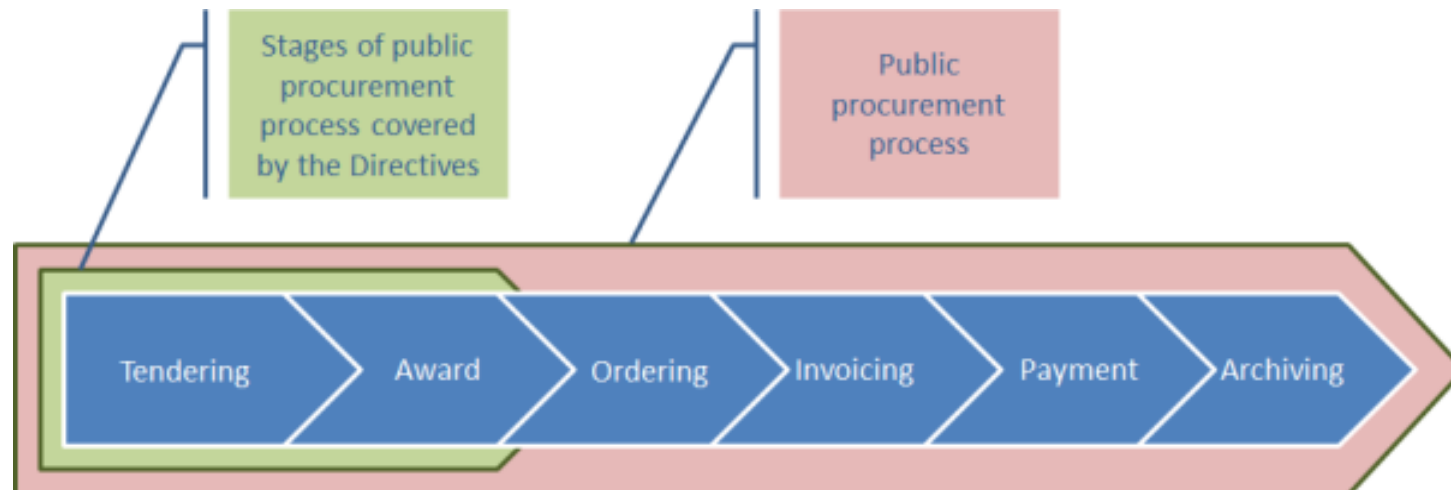 Stages of public
procurement
process covered
by the Directives
Public
procurement
process
Tendering
Award
Ordering
Invoicing
Payment
Archiving